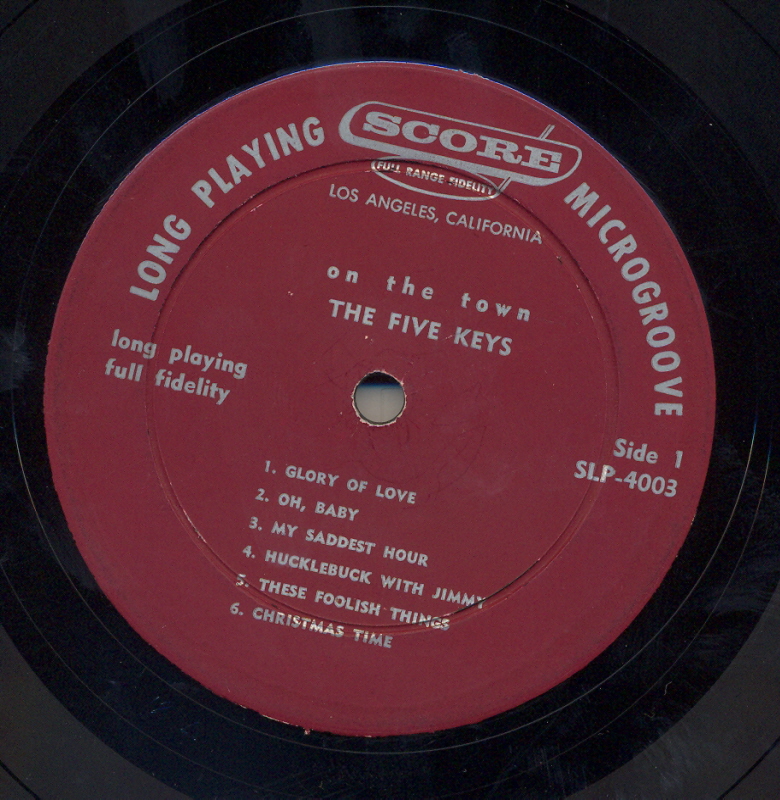 LONG PLAYING SCORE MICROGROOVE
FULL RANGE FIDELITY
LOS ANGELES, CALIFORNIA
on the town
THE FIVE KEYS
long playing
full fidelity
Side 1
SLP-4003
1. GLORY OF LOVE
2. OH, BABY
3. MY SADDEST HOUR
4. HUCKLEBUCK WITH JIMMY
5. THESE FOOLISH THINGS
6. CHRISTMAS TIME